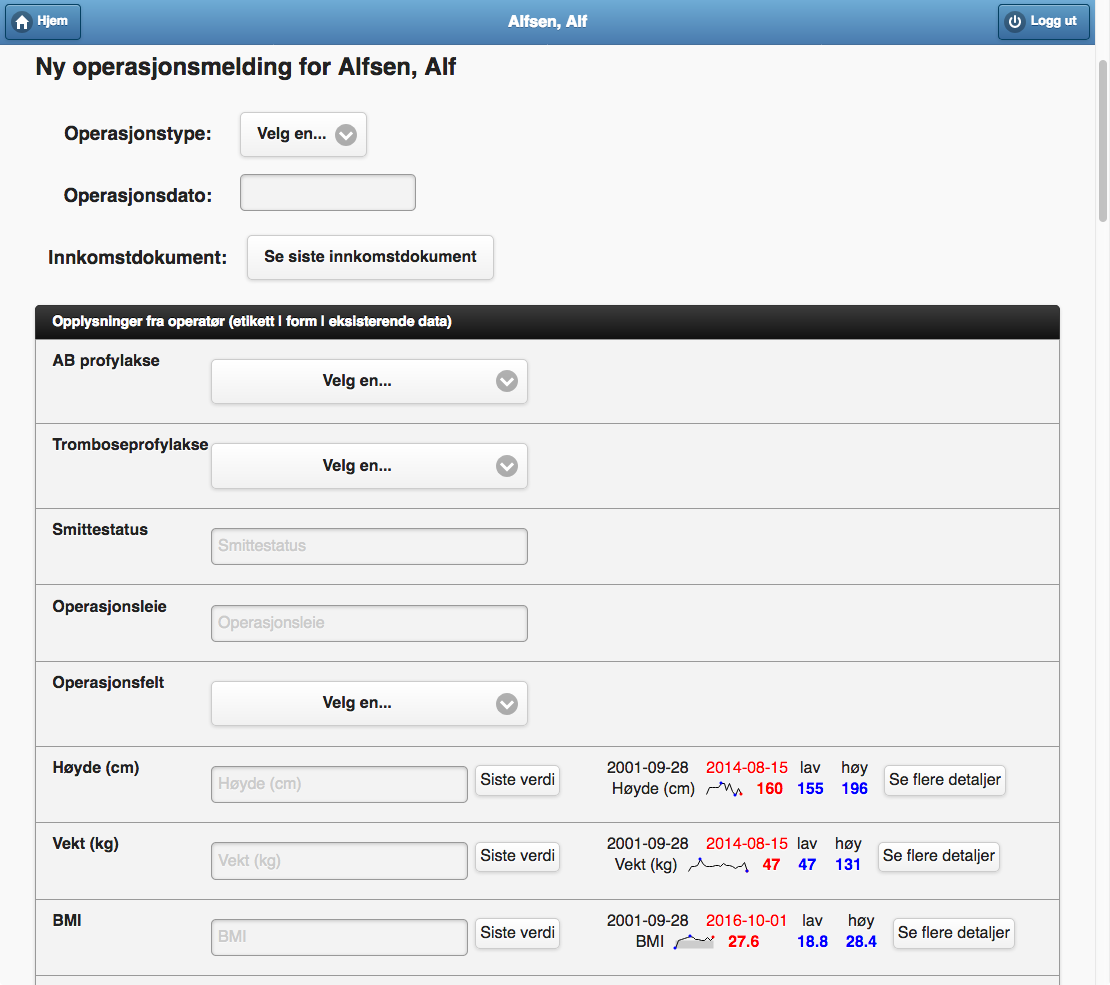 Hjem
Alfsen, Alf
Logg ut
Ny operasjonsmelding for Alfsen, Alf
Operasjonstype: Velg en...
Operasjonsdato:
Innkomstdokument: Se siste innkomstdokument
Opplysninger fra operatør (etikett | form | eksisterende data)
AB profylakse
Velg en...
Tromboseprofylakse
Velg en...
Smittestatus
Smittestatus
Operasjonsleie
Operasjonsleie
Operasjonsfelt
Velg en...
Høyde (cm)
Høyde (cm)
Siste verdi
2001-09-28 2014-08-15 lav høy
Høyde (cm) 160 155 196
Se flere detaljer
Vekt (kg)
Vekt (kg)
Siste verdi
2001-09-28 2014-08-15 lav høy
Vekt (kg) 47 47 131
Se flere detaljer
BMI
BMI
Siste verdi
2001-09-28 2016-10-01 lav høy
BMI 27.6 18.8 28.4
Se flere detaljer